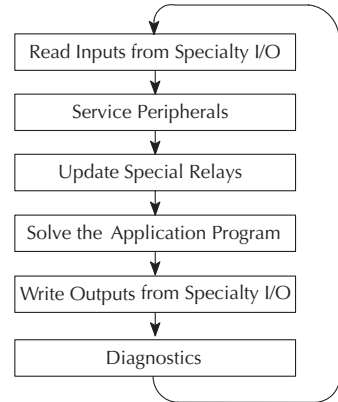 Read Inputs from Specialty I/O
Service Peripherals
Update Special Relays
Solve the Application Program
Write Outputs from Specialty I/O
Diagnostics